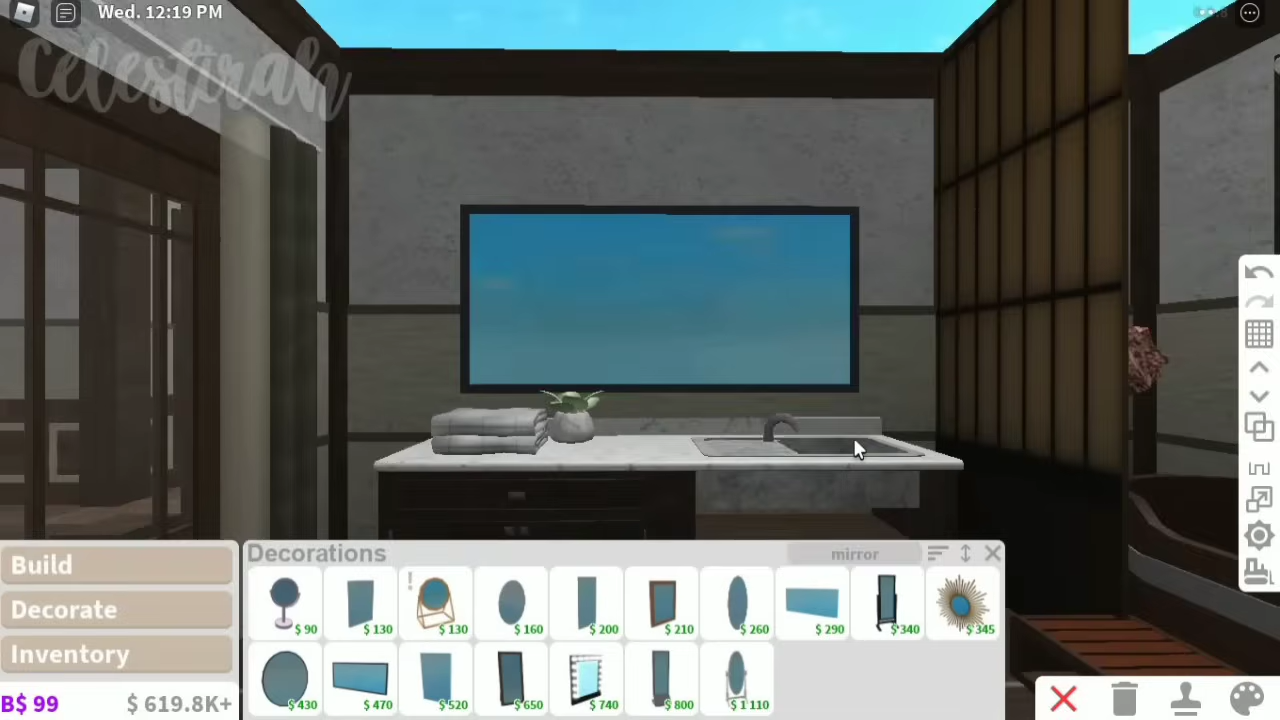 Wed. 12:19 PM
Celestirah
Build
Decorate
Inventory
B$ 99
$ 619.8K+
Decorations
mirror
$ 90
$ 130
!
$ 130
$ 160
$ 200
$ 210
$ 260
$ 290
$ 340
$ 345
$ 430
$ 470
$ 520
$ 650
$ 740
$ 800
$ 1 110